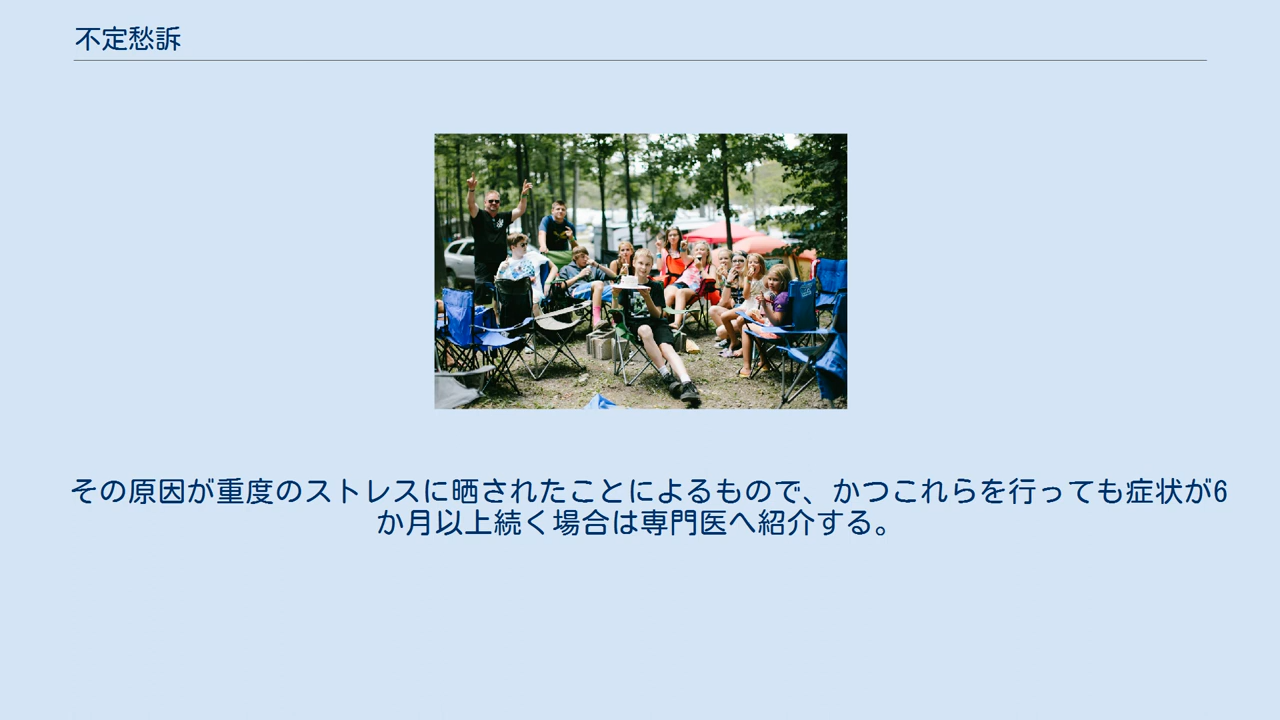 不定愁訴
その原因が重度のストレスに晒されたことによるもので、かつこれらを行っても症状が6
か月以上続く場合は専門医へ紹介する。